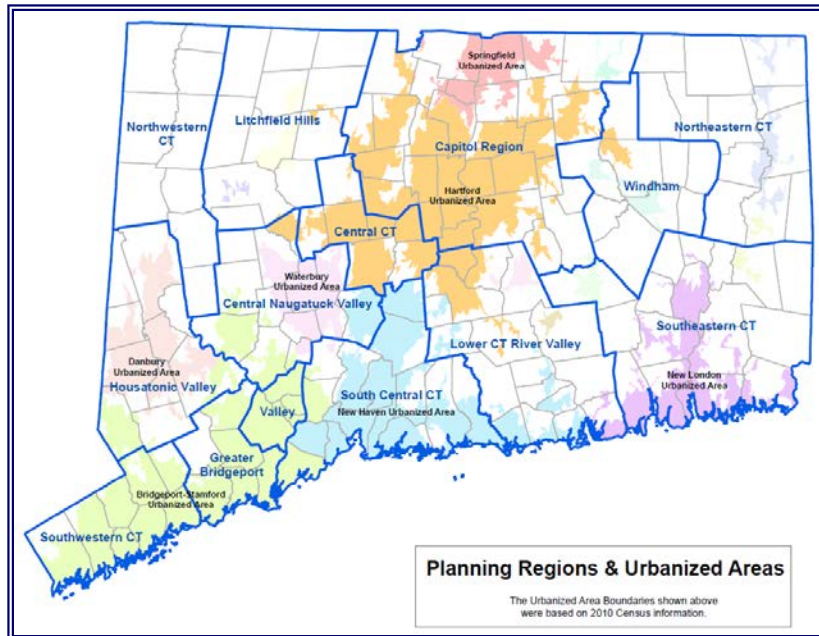 Springfield
Urbanized Area
Northwestern
CT
Litchfield Hills
Northeastern CT
Capitol Region
Windham
Hartford
Urbanized Area
Central CT
Waterbury
Urbanized Area
Central Naugatuck Valley
Southeastern CT
Lower CT River Valley
Danbury
Urbanized Area
Housatonic Valley
New London
Urbanized Area
South Central CT
Valley
New Haven Urbanized Area
Greater
Bridgeport
Bridgeport-Stamford
Urbanized Area
Southwestern CT
Planning Regions & Urbanized Areas
The Urbanized Area Boundaries shown above
were based on 2010 Census information.